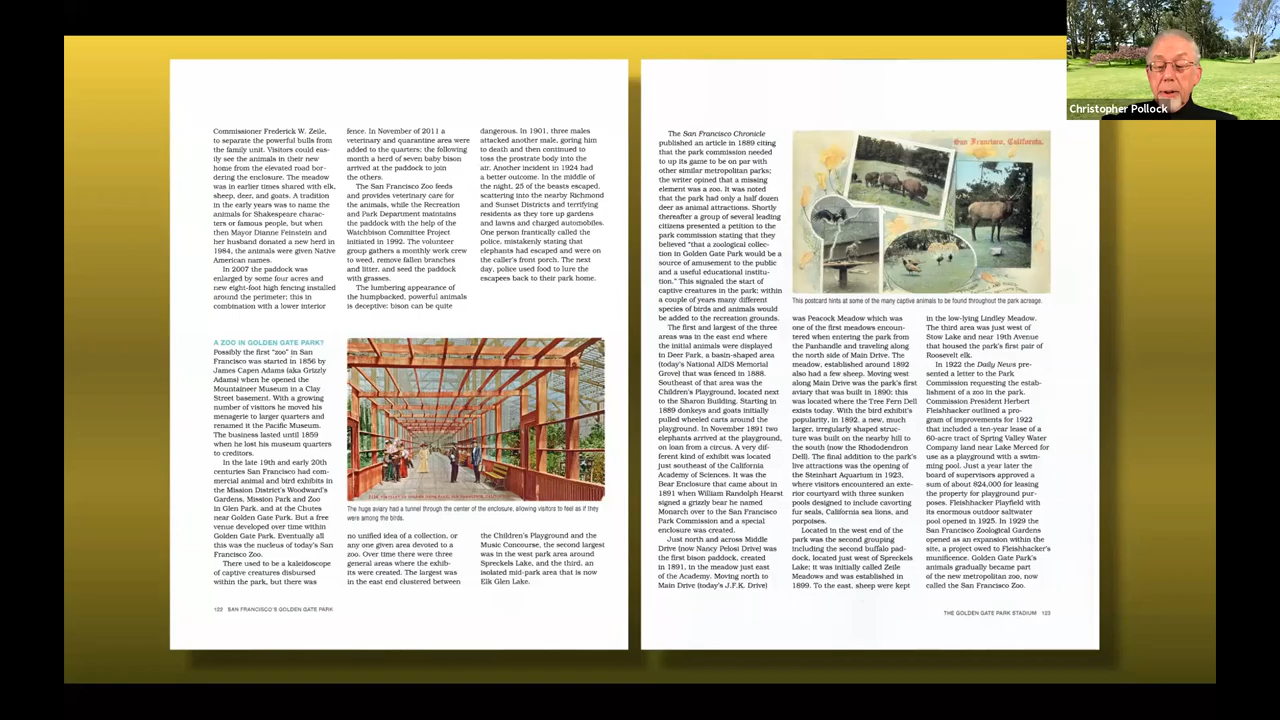 Commissioner Frederick W. Zeile,
to separate the powerful bulls from
the family unit. Visitors could eas-
ily see the animals in their new
home from the elevated road bor-
dering the enclosure. The meadow
was in earlier times shared with elk,
sheep, deer, and goats. A tradition
in the early years was to name the
animals for Shakespeare charac-
ters or famous people, but when
then Mayor Dianne Feinstein and
her husband donated a new herd in
1984, the animals were given Native
American names.
In 2007 the paddock was
enlarged by some four acres and
new eight-foot high fencing installed
around the perimeter; this in
combination with a lower interior
fence. In November of 2011 a
veterinary and quarantine area were
added to the quarters; the following
month a herd of seven baby bison
arrived at the paddock to join
the others.
The San Francisco Zoo feeds
and provides veterinary care for
the animals, while the Recreation
and Park Department maintains
the paddock with the help of the
Watchbison Committee Project
initiated in 1992. The volunteer
group gathers a monthly work crew
to weed, remove fallen branches
and litter, and seed the paddock
with grasses.
The lumbering appearance of
the humpbacked, powerful animals
is deceptive; bison can be quite
dangerous. In 1901, three males
attacked another male, goring him
to death and then continued to
toss the prostrate body into the
air. Another incident in 1924 had
a better outcome. In the middle of
the night, 25 of the beasts escaped,
scattering into the nearby Richmond
and Sunset Districts and terrifying
residents as they tore up gardens
and lawns and charged automobiles.
One person frantically called the
police, mistakenly stating that
elephants had escaped and were on
the caller's front porch. The next
day, police used food to lure the
escapees back to their park home.
A ZOO IN GOLDEN GATE PARK?
Possibly the first "zoo" in San
Francisco was started in 1856 by
James Capen Adams (aka Grizzly
Adams) when he opened the
Mountaineer Museum in a Clay
Street basement. With a growing
number of visitors he moved his
menagerie to larger quarters and
renamed it the Pacific Museum.
The business lasted until 1859
when he lost his museum quarters
to creditors.
In the late 19th and early 20th
centuries San Francisco had com-
mercial animal and bird exhibits in
the Mission District's Woodward's
Gardens, Mission Park and Zoo
in Glen Park, and at the Chutes
near Golden Gate Park. But a free
venue developed over time within
Golden Gate Park. Eventually all
this was the nucleus of today's San
Francisco Zoo.
There used to be a kaleidoscope
of captive creatures disbursed
within the park, but there was
The huge aviary had a tunnel through the center of the enclosure, allowing visitors to feel as if they
were among the birds.
no unified idea of a collection, or
any one given area devoted to a
zoo. Over time there were three
general areas where the exhib-
its were created. The largest was
in the east end clustered between
the Children's Playground and the
Music Concourse, the second largest
was in the west park area around
Spreckels Lake, and the third, an
isolated mid-park area that is now
Elk Glen Lake.
122 SAN FRANCISCO'S GOLDEN GATE PARK
The San Francisco Chronicle
published an article in 1889 citing
that the park commission needed
to up its game to be on par with
other similar metropolitan parks;
the writer opined that a missing
element was a zoo. It was noted
that the park had only a half dozen
deer as animal attractions. Shortly
thereafter a group of several leading
citizens presented a petition to the
park commission stating that they
believed "that a zoological collec-
tion in Golden Gate Park would be a
source of amusement to the public
and a useful educational institu-
tion." This signaled the start of
captive creatures in the park; within
a couple of years many different
species of birds and animals would
be added to the recreation grounds.
The first and largest of the three
areas was in the east end where
the initial animals were displayed
in Deer Park, a basin-shaped area
(today's National AIDS Memorial
Grove) that was fenced in 1888.
Southeast of that area was the
Children's Playground, located next
to the Sharon Building. Starting in
1889 donkeys and goats initially
pulled wheeled carts around the
playground. In November 1891 two
elephants arrived at the playground,
on loan from a circus. A very dif-
ferent kind of exhibit was located
just southeast of the California
Academy of Sciences. It was the
Bear Enclosure that came about in
1891 when William Randolph Hearst
signed a grizzly bear he named
Monarch over to the San Francisco
Park Commission and a special
enclosure was created.
Just north and across Middle
Drive (now Nancy Pelosi Drive) was
the first bison paddock, created
in 1891, in the meadow just east
of the Academy. Moving north to
Main Drive (today's J.F.K. Drive)
San Francisco, California.
This postcard hints at some of the many captive animals to be found throughout the park acreage.
was Peacock Meadow which was
one of the first meadows encoun-
tered when entering the park from
the Panhandle and traveling along
the north side of Main Drive. The
meadow, established around 1892
also had a few sheep. Moving west
along Main Drive was the park's first
aviary that was built in 1890; this
was located where the Tree Fern Dell
exists today. With the bird exhibit's
popularity, in 1892, a new, much
larger, irregularly shaped struc-
ture was built on the nearby hill to
the south (now the Rhododendron
Dell). The final addition to the park's
live attractions was the opening of
the Steinhart Aquarium in 1923,
where visitors encountered an exte-
rior courtyard with three sunken
pools designed to include cavorting
fur seals, California sea lions, and
porpoises.
Located in the west end of the
park was the second grouping
including the second buffalo pad-
dock, located just west of Spreckels
Lake; it was initially called Zeile
Meadows and was established in
1899. To the east, sheep were kept
in the low-lying Lindley Meadow.
The third area was just west of
Stow Lake and near 19th Avenue
that housed the park's first pair of
Roosevelt elk.
In 1922 the Daily News pre-
sented a letter to the Park
Commission requesting the estab-
lishment of a zoo in the park.
Commission President Herbert
Fleishhacker outlined a pro-
gram of improvements for 1922
that included a ten-year lease of a
60-acre tract of Spring Valley Water
Company land near Lake Merced for
use as a playground with a swim-
ming pool. Just a year later the
board of supervisors approved a
sum of about $24,000 for leasing
the property for playground pur-
poses. Fleishhacker Playfield with
its enormous outdoor saltwater
pool opened in 1925. In 1929 the
San Francisco Zoological Gardens
opened as an expansion within the
site, a project owed to Fleishhacker's
munificence. Golden Gate Park's
animals gradually became part
of the new metropolitan zoo, now
called the San Francisco Zoo.
THE GOLDEN GATE PARK STADIUM 123
Christopher Pollock